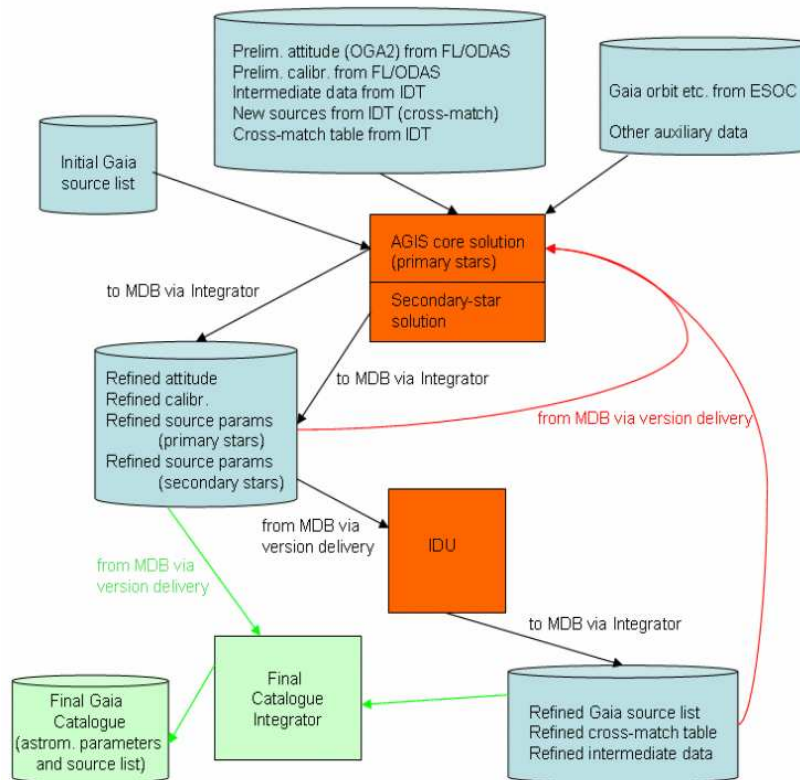 Prelim. attitude (OGA2) from FL/ODAS
Prelim. calibr. from FL/ODAS
Intermediate data from IDT
New sources from IDT (cross-match)
Cross-match table from IDT
Gaia orbit etc. from ESOC
Other auxiliary data
Initial Gaia
source list
AGIS core solution
(primary stars)
Secondary-star
solution
to MDB via Integrator
to MDB via Integrator
Refined attitude
Refined calibr.
Refined source params
(primary stars)
Refined source params
(secondary stars)
from MDB via version delivery
from MDB via
version delivery
IDU
from MDB via
version delivery
to MDB via Integrator
Final
Catalogue
Integrator
Final Gaia
Catalogue
(astrom. parameters
and source list)
Refined Gaia source list
Refined cross-match table
Refined intermediate data